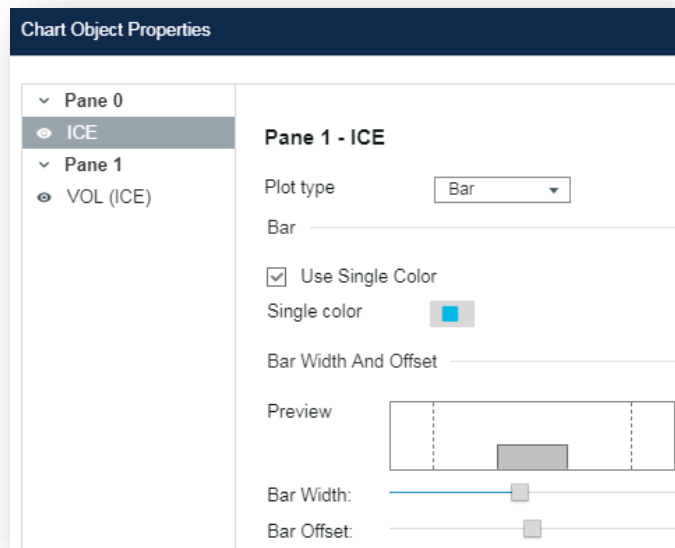 Chart Object Properties
Pane 0
ICE
Pane 1
VOL (ICE)
Pane 1 - ICE
Plot type
Bar
Bar
Use Single Color
Single color
Bar Width And Offset
Preview
Bar Width:
Bar Offset: